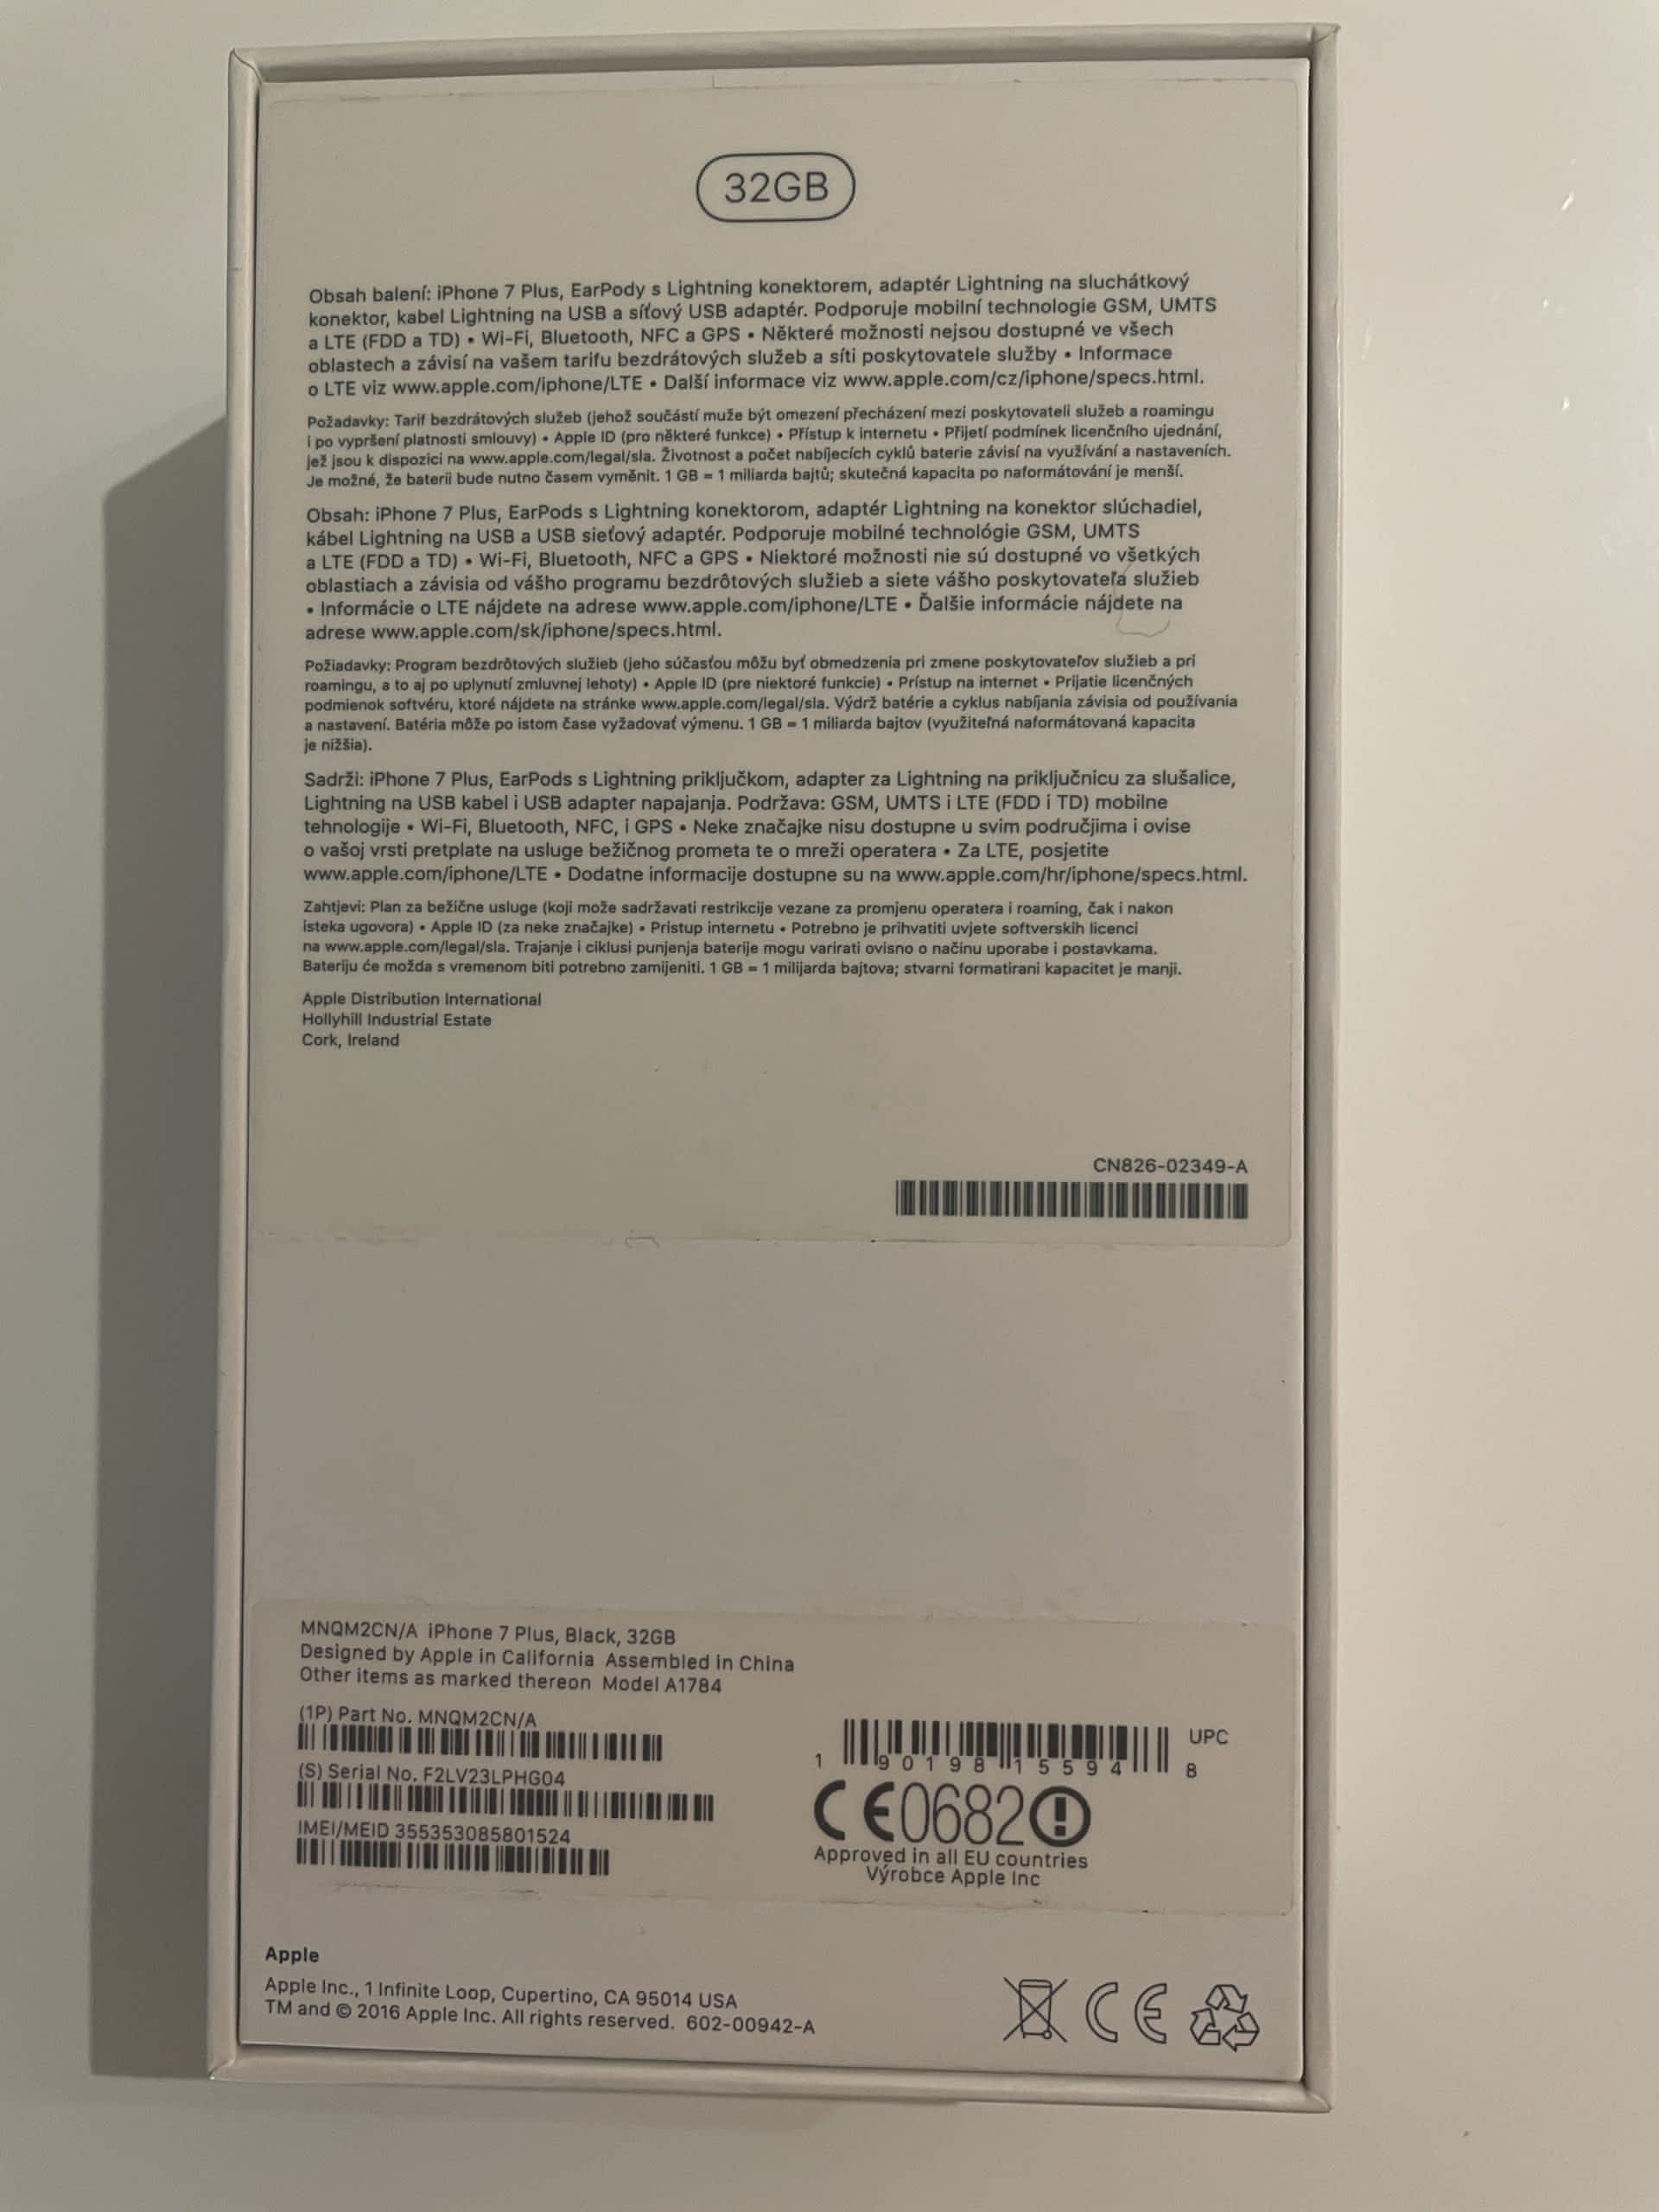 32GB
Obsah balení: iPhone 7 Plus, EarPody s Lightning konektorem, adaptér Lightning na sluchátkový
konektor, kabel Lightning na USB a síťový USB adaptér. Podporuje mobilní technologie GSM, UMTS
a LTE (FDD a TD) • Wi-Fi, Bluetooth, NFC a GPS • Některé možnosti nejsou dostupné ve všech
oblastech a závisí na vašem tarifu bezdrátových služeb a síti poskytovatele služby • Informace
o LTE viz www.apple.com/iphone/LTE • Další informace viz www.apple.com/cz/iphone/specs.html.
Požadavky: Tarif bezdrátových služeb (jehož součástí muže být omezení přecházení mezi poskytovateli služeb a roamingu
i po vypršení platnosti smlouvy) • Apple ID (pro některé funkce) • Přístup k internetu • Přijetí podmínek licenčního ujednání,
jež jsou k dispozici na www.apple.com/legal/sla. Životnost a počet nabíjecích cyklů baterie závisí na využívání a nastaveních.
Je možné, že baterii bude nutno časem vyměnit. 1 GB = 1 miliarda bajtů; skutečná kapacita po naformátování je menší.
Obsah: iPhone 7 Plus, EarPods s Lightning konektorom, adaptér Lightning na konektor slúchadiel,
kábel Lightning na USB a USB sieťový adaptér. Podporuje mobilné technológie GSM, UMTS
a LTE (FDD a TD) • Wi-Fi, Bluetooth, NFC a GPS • Niektoré možnosti nie sú dostupné vo všetkých
oblastiach a závisia od vášho programu bezdrôtových služieb a siete vášho poskytovateľa služieb
• Informácie o LTE nájdete na adrese www.apple.com/iphone/LTE • Ďalšie informácie nájdete na
adrese www.apple.com/sk/iphone/specs.html.
Požiadavky: Program bezdrôtových služieb (jeho súčasťou môžu byť obmedzenia pri zmene poskytovateľov služieb a pri
roamingu, a to aj po uplynutí zmluvnej lehoty) • Apple ID (pre niektoré funkcie) • Prístup na internet • Prijatie licenčných
podmienok softvéru, ktoré nájdete na stránke www.apple.com/legal/sla. Výdrž batérie a cyklus nabíjania závisia od používania
a nastavení. Batéria môže po istom čase vyžadovať výmenu. 1 GB = 1 miliarda bajtov (využiteľná naformátovaná kapacita
je nižšia).
Sadrži: iPhone 7 Plus, EarPods s Lightning priključkom, adapter za Lightning na priključnicu za slušalice,
Lightning na USB kabel i USB adapter napajanja. Podržava: GSM, UMTS i LTE (FDD i TD) mobilne
tehnologije • Wi-Fi, Bluetooth, NFC, i GPS • Neke značajke nisu dostupne u svim područjima i ovise
o vašoj vrsti pretplate na usluge bežičnog prometa te o mreži operatera • Za LTE, posjetite
www.apple.com/iphone/LTE • Dodatne informacije dostupne su na www.apple.com/hr/iphone/specs.html.
Zahtjevi: Plan za bežične usluge (koji može sadržavati restrikcije vezane za promjenu operatera i roaming, čak i nakon
isteka ugovora) • Apple ID (za neke značajke) • Pristup internetu • Potrebno je prihvatiti uvjete softverskih licenci
na www.apple.com/legal/sla. Trajanje i ciklusi punjenja baterije mogu varirati ovisno o načinu uporabe i postavkama.
Bateriju će možda s vremenom biti potrebno zamijeniti. 1 GB = 1 milijarda bajtova; stvarni formatirani kapacitet je manji.
Apple Distribution International
Hollyhill Industrial Estate
Cork, Ireland
CN826-02349-A
MNQM2CN/A iPhone 7 Plus, Black, 32GB
Designed by Apple in California Assembled in China
Other items as marked thereon Model A1784
(1P) Part No. MNQM2CN/A
(S) Serial No. F2LV23LPHG04
IMEI/MEID 355353085801524
UPC
1 90198 15594 8
CE0682
Approved in all EU countries
Výrobce Apple Inc
Apple
Apple Inc., 1 Infinite Loop, Cupertino, CA 95014 USA
TM and © 2016 Apple Inc. All rights reserved. 602-00942-A
CE